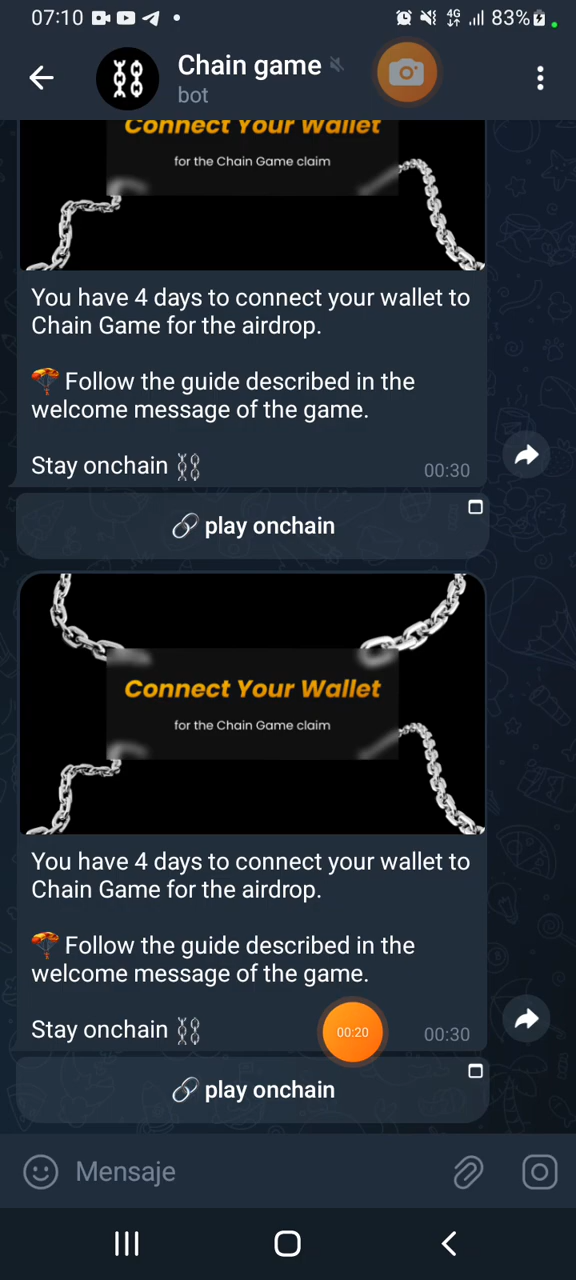 07:10 4G 83%
Chain game
bot
Connect Your Wallet
for the Chain Game claim
You have 4 days to connect your wallet to
Chain Game for the airdrop.
🪂 Follow the guide described in the
welcome message of the game.
Stay onchain ⛓ 00:30
🔗 play onchain
Connect Your Wallet
for the Chain Game claim
You have 4 days to connect your wallet to
Chain Game for the airdrop.
🪂 Follow the guide described in the
welcome message of the game.
Stay onchain ⛓ 00:20 00:30
🔗 play onchain
Mensaje